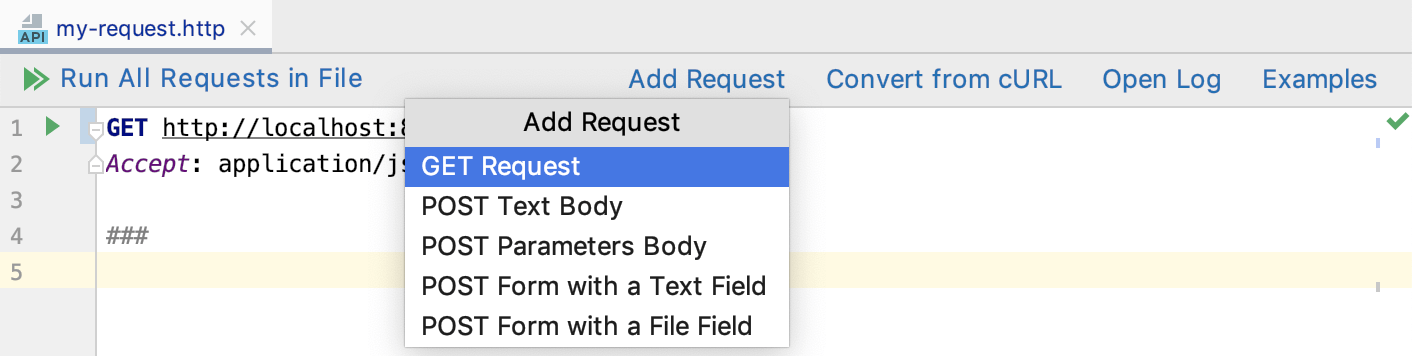 API my-request.http
Run All Requests in File Add Request Convert from cURL Open Log Examples
Add Request
1 GET http://localhost:
GET Request
2 Accept: application/js
POST Text Body
3
POST Parameters Body
4 ###
5
POST Form with a Text Field
POST Form with a File Field